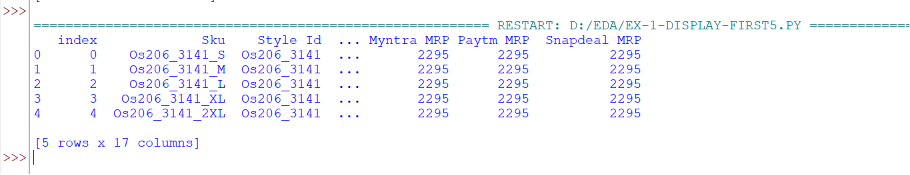 >>>
============================================================ RESTART: D:/EDA/EX-1-DISPLAY-FIRST5.PY =============
index Sku Style Id ... Myntra MRP Paytm MRP Snapdeal MRP
0 0 Os206_3141_S Os206_3141 ... 2295 2295 2295
1 1 Os206_3141_M Os206_3141 ... 2295 2295 2295
2 2 Os206_3141_L Os206_3141 ... 2295 2295 2295
3 3 Os206_3141_XL Os206_3141 ... 2295 2295 2295
4 4 Os206_3141_2XL Os206_3141 ... 2295 2295 2295
[5 rows x 17 columns]
>>>